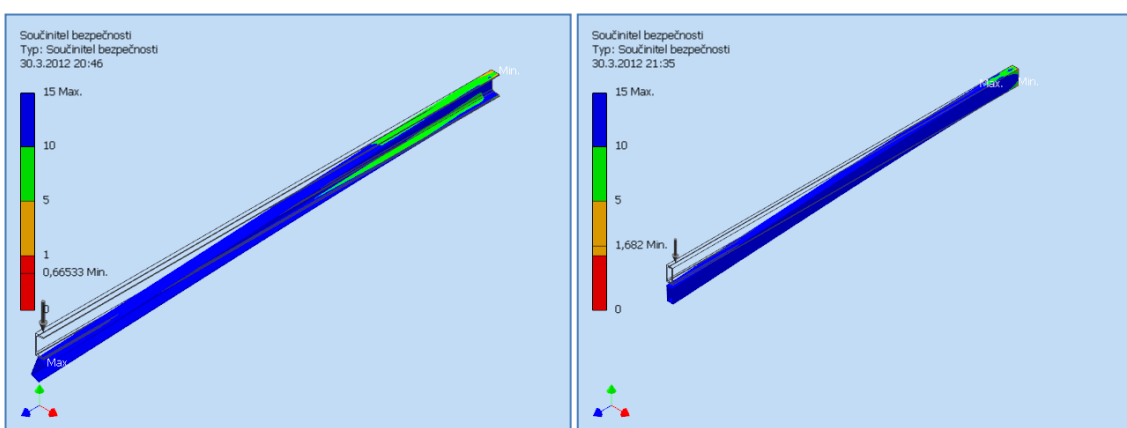 Součinitel bezpečnosti
Typ: Součinitel bezpečnosti
30.3.2012 20:46
Min.
15 Max.
10
5
1
0,66533 Min.
0
Max.
Součinitel bezpečnosti
Typ: Součinitel bezpečnosti
30.3.2012 21:35
Max.
Min.
15 Max.
10
5
1,682 Min.
0